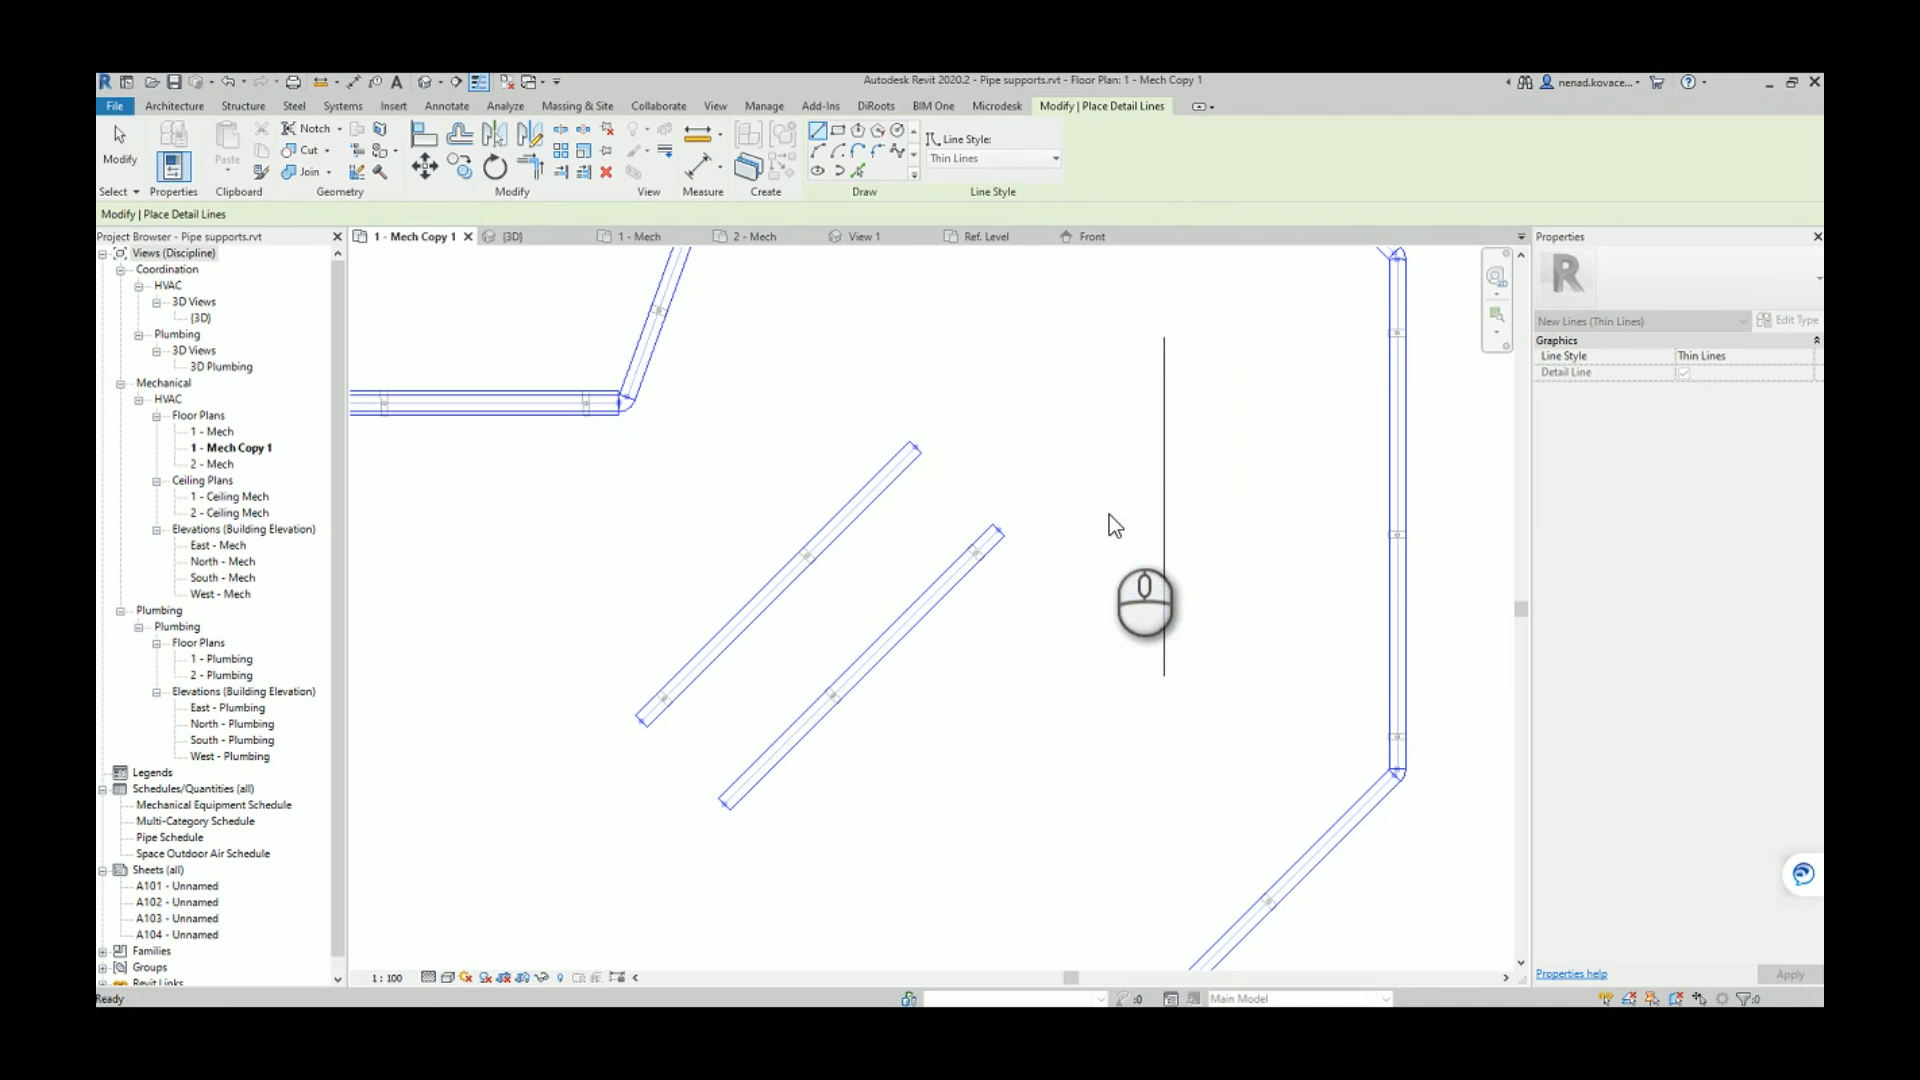 Autodesk Revit 2020.2 - Pipe supports.rvt - Floor Plan: 1 - Mech Copy 1
nenad.kovace...
File Architecture Structure Steel Systems Insert Annotate Analyze Massing & Site Collaborate View Manage Add-Ins DiRoots BIM One Microdesk Modify | Place Detail Lines
Notch
Line Style:
Modify
Paste
Cut
Thin Lines
Join
Select Properties Clipboard Geometry Modify View Measure Create Draw Line Style
Modify | Place Detail Lines
Project Browser - Pipe supports.rvt
1 - Mech Copy 1
{3D}
1 - Mech
2 - Mech
View 1
Ref. Level
Front
Properties
Views (Discipline)
Coordination
HVAC
3D Views
{3D}
Plumbing
3D Views
3D Plumbing
Mechanical
HVAC
Floor Plans
1 - Mech
1 - Mech Copy 1
2 - Mech
Ceiling Plans
1 - Ceiling Mech
2 - Ceiling Mech
Elevations (Building Elevation)
East - Mech
North - Mech
South - Mech
West - Mech
Plumbing
Plumbing
Floor Plans
1 - Plumbing
2 - Plumbing
Elevations (Building Elevation)
East - Plumbing
North - Plumbing
South - Plumbing
West - Plumbing
Legends
Schedules/Quantities (all)
Mechanical Equipment Schedule
Multi-Category Schedule
Pipe Schedule
Space Outdoor Air Schedule
Sheets (all)
A101 - Unnamed
A102 - Unnamed
A103 - Unnamed
A104 - Unnamed
Families
Groups
Revit Links
R
New Lines (Thin Lines)
Edit Type
Graphics
Line Style Thin Lines
Detail Line
Properties help
Apply
1 : 100
Ready
:0
Main Model
:0